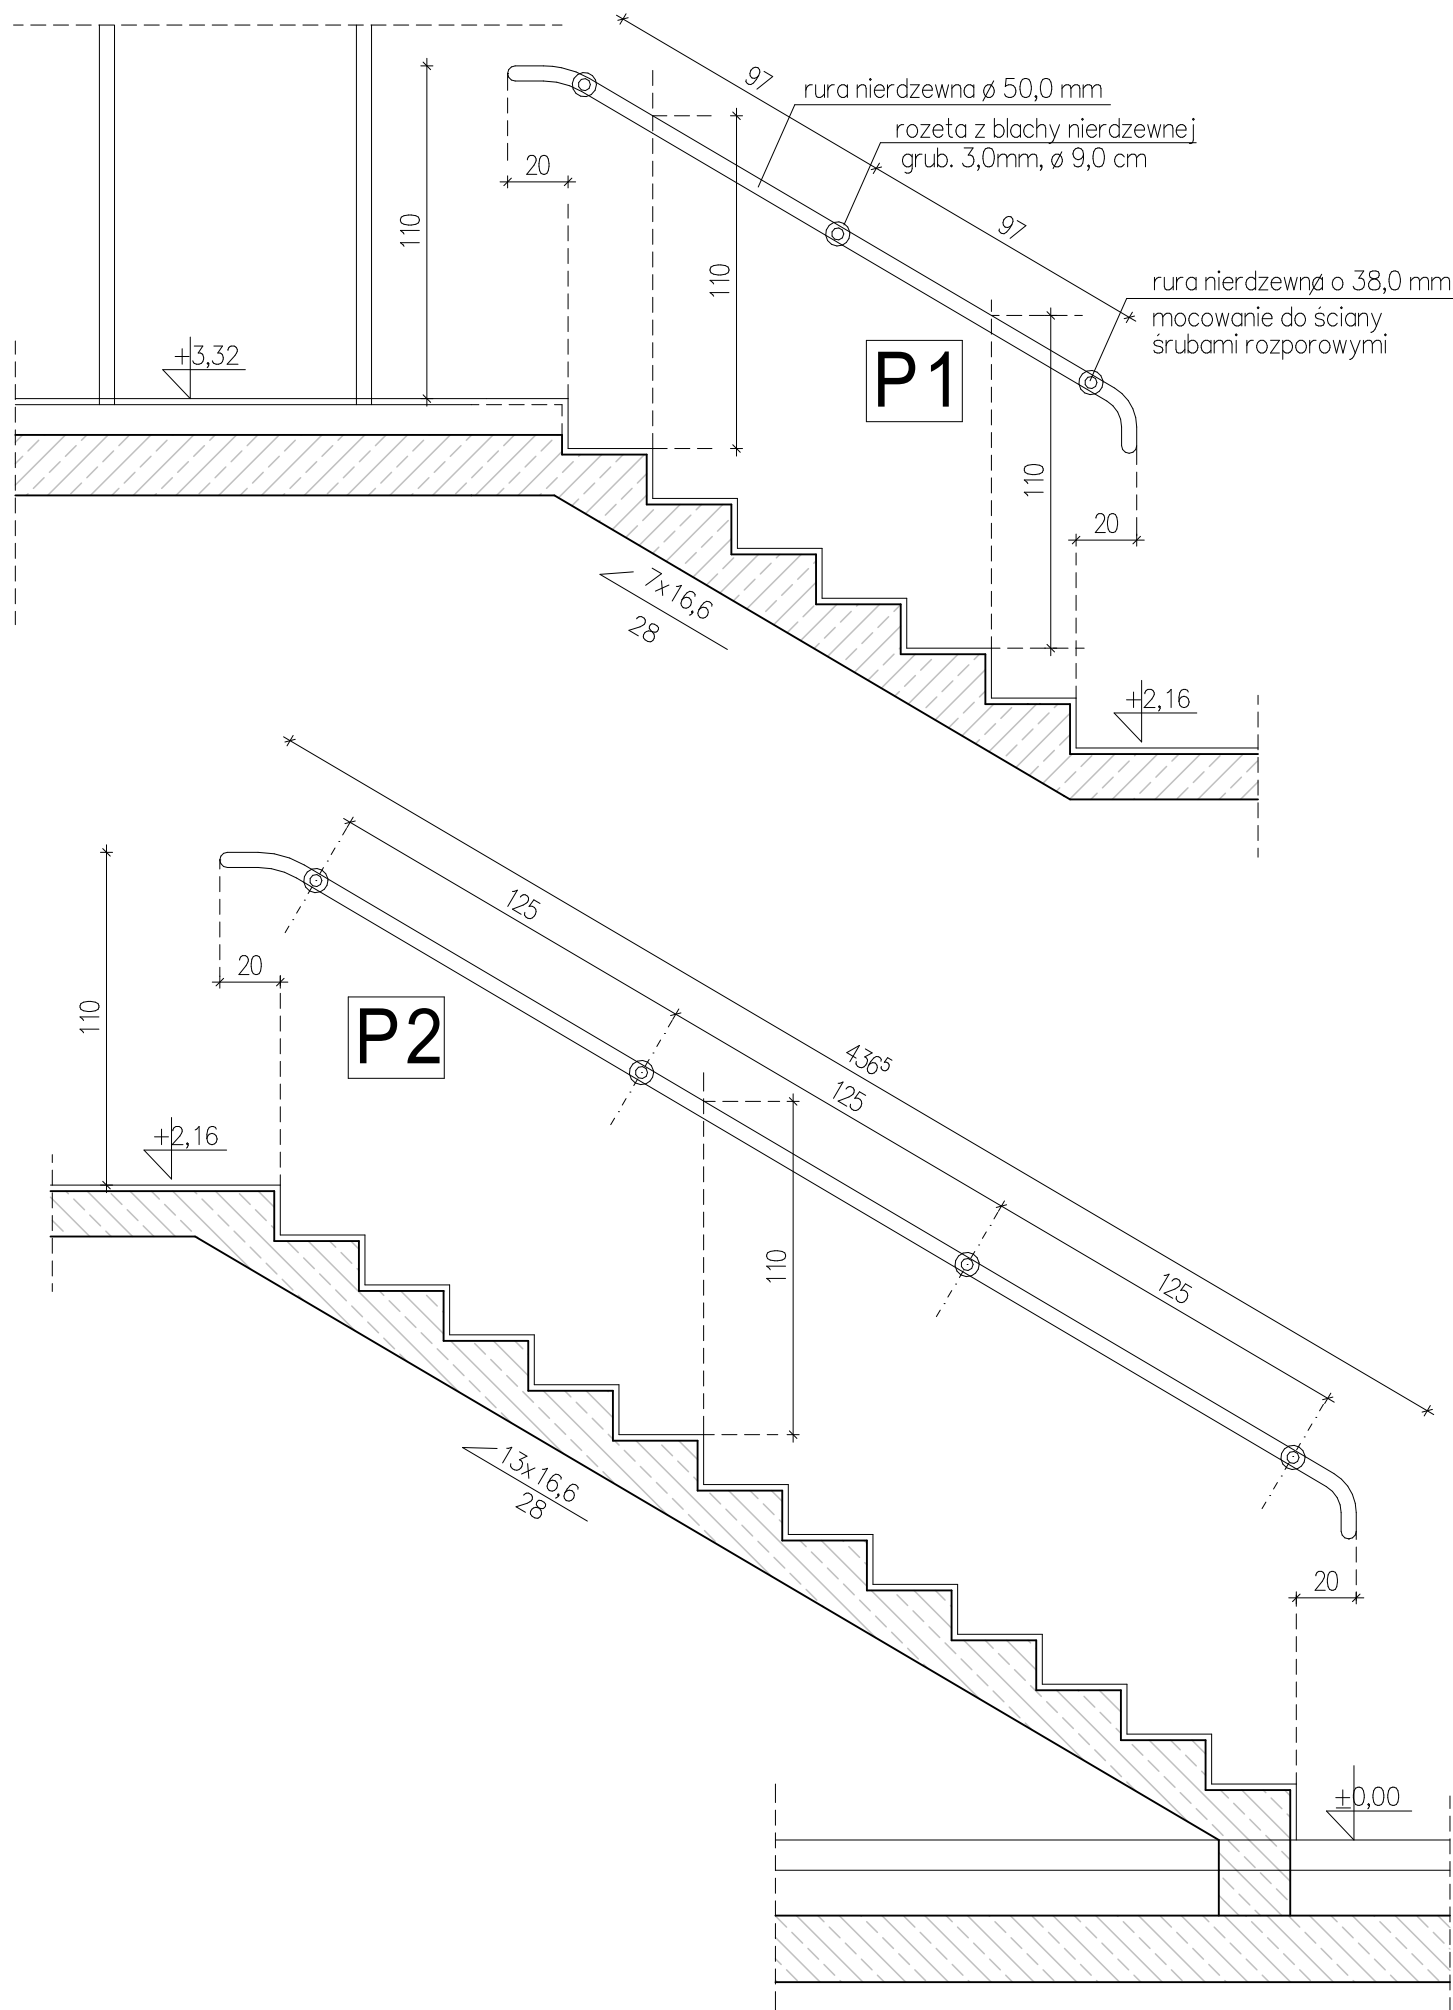 97
rura nierdzewna ø 50,0 mm
rozeta z blachy nierdzewnej
grub. 3,0mm, ø 9,0 cm
20
110
97
110
rura nierdzewną o 38,0 mm
mocowanie do ściany
śrubami rozporowymi
+3,32
P1
110
20
7x16,6
28
+2,16
125
20
P2
110
436⁵
125
+2,16
110
125
13x16,6
28
20
±0,00